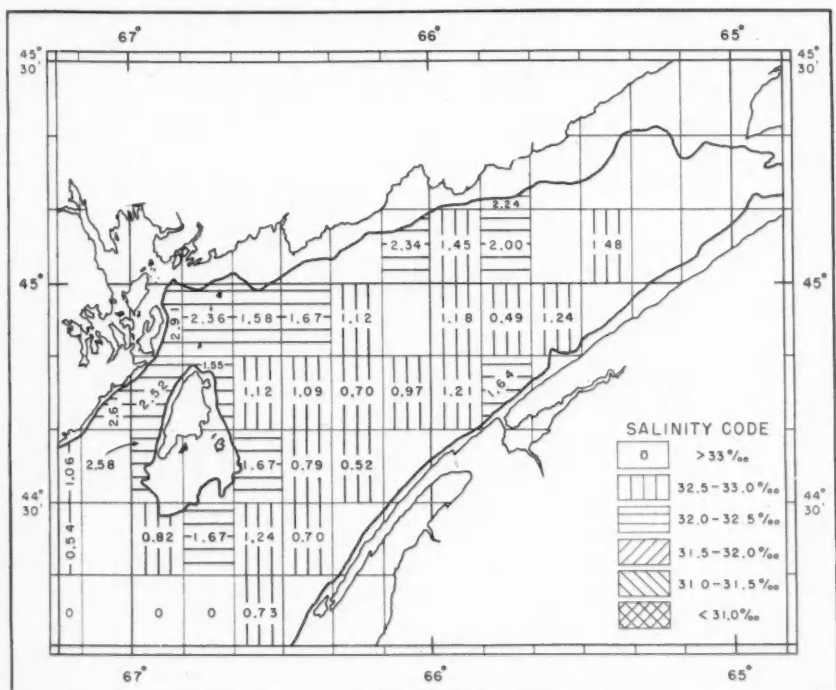 67° 66° 65°
45° 30' 45° 30'
2.24
2.34 1.45 2.00 1.48
45° 45°
2.91 2.36 1.58 1.67 1.12 1.18 0.49 1.24
1.55
2.61 2.52 1.12 1.09 0.70 0.97 1.21 1.64
2.58 1.67 0.79 0.52
1.06
44° 30' 44° 30'
0.54 0.82 1.67 1.24 0.70
0 0 0 0.73
67° 66° 65°
SALINITY CODE
0 >33‰
32.5-33.0‰
32.0-32.5‰
31.5-32.0‰
31.0-31.5‰
<31.0‰